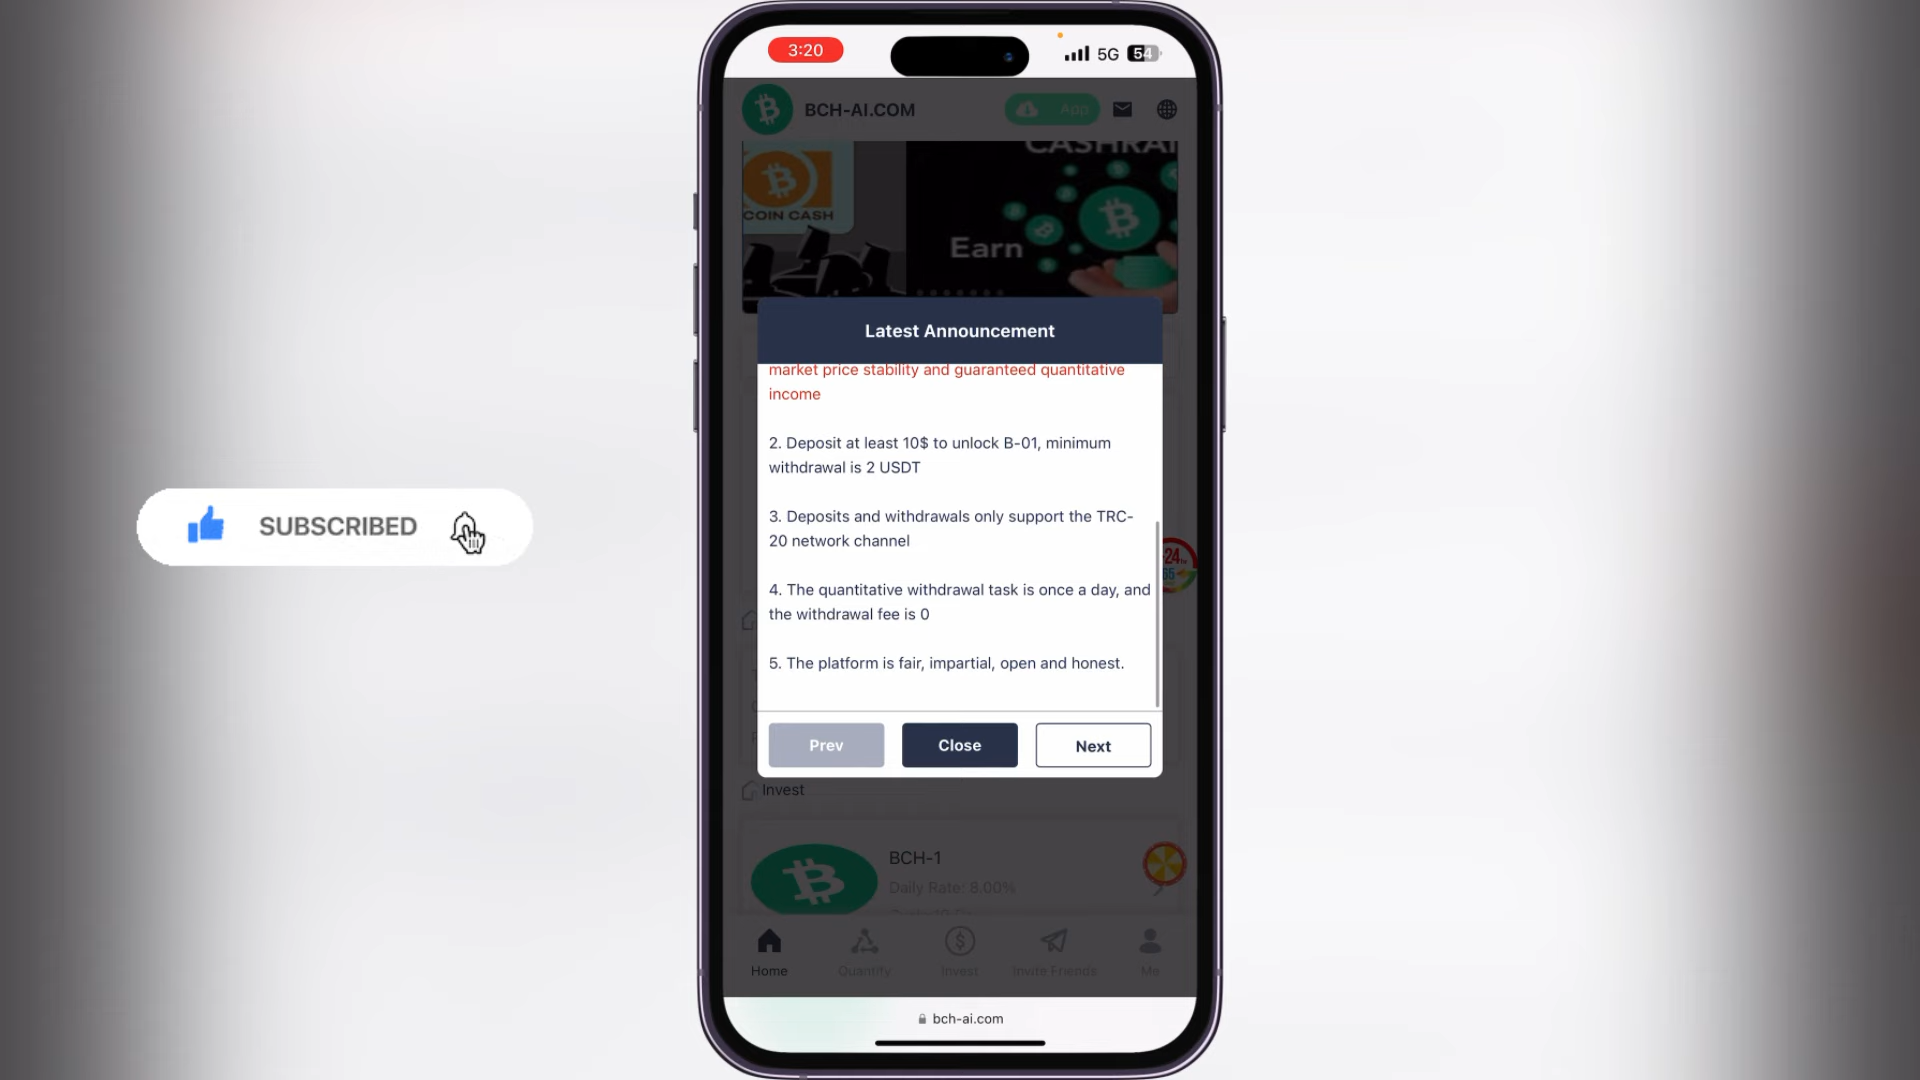 3:20
5G 54
BCH-AI.COM
App
CASHRAI
COIN CASH
Earn
Latest Announcement
market price stability and guaranteed quantitative
income
2. Deposit at least 10$ to unlock B-01, minimum
withdrawal is 2 USDT
3. Deposits and withdrawals only support the TRC-
20 network channel
4. The quantitative withdrawal task is once a day, and
the withdrawal fee is 0
5. The platform is fair, impartial, open and honest.
Prev
Close
Next
SUBSCRIBED
Invest
BCH-1
Daily Rate: 8.00%
Home
Quantify
Invest
Invite Friends
Me
bch-ai.com